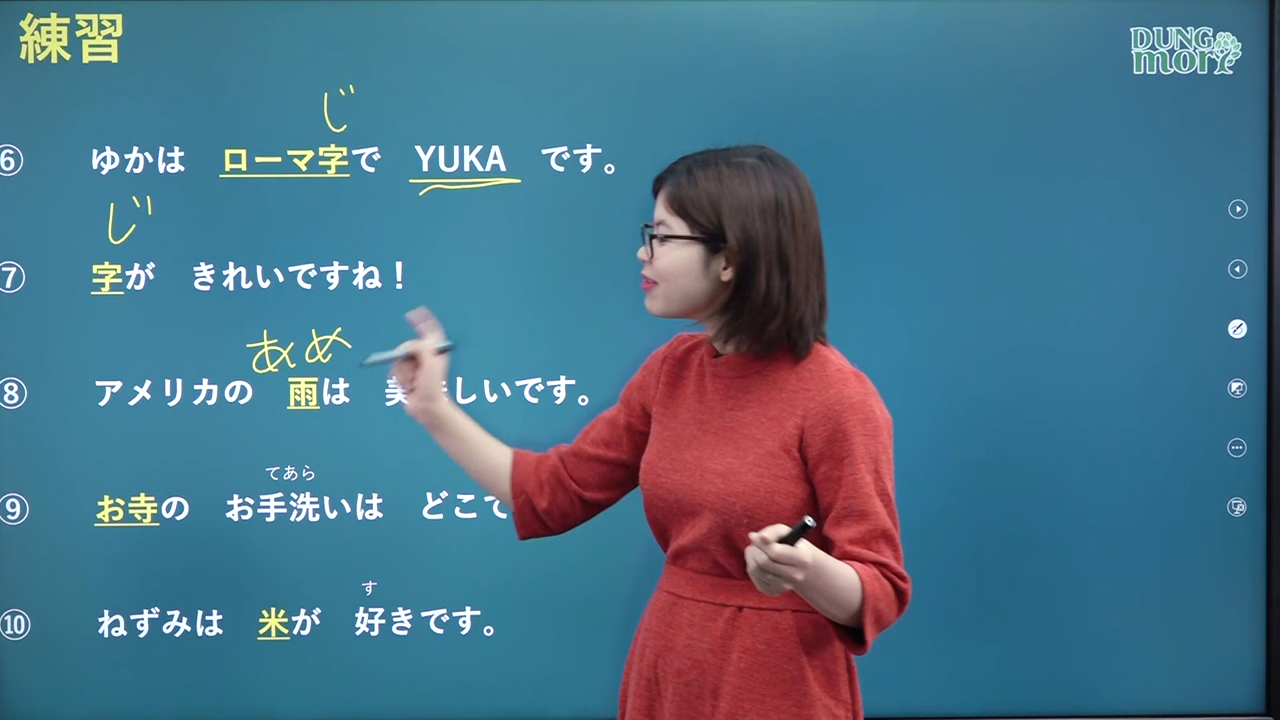 練習
DUNG mori
じ
⑥ ゆかは ローマ字で YUKA です。
じ
⑦ 字が きれいですね！
あめ
⑧ アメリカの 雨は 美 しいです。
てあら
⑨ お寺の お手洗いは どこ
す
⑩ ねずみは 米が 好きです。